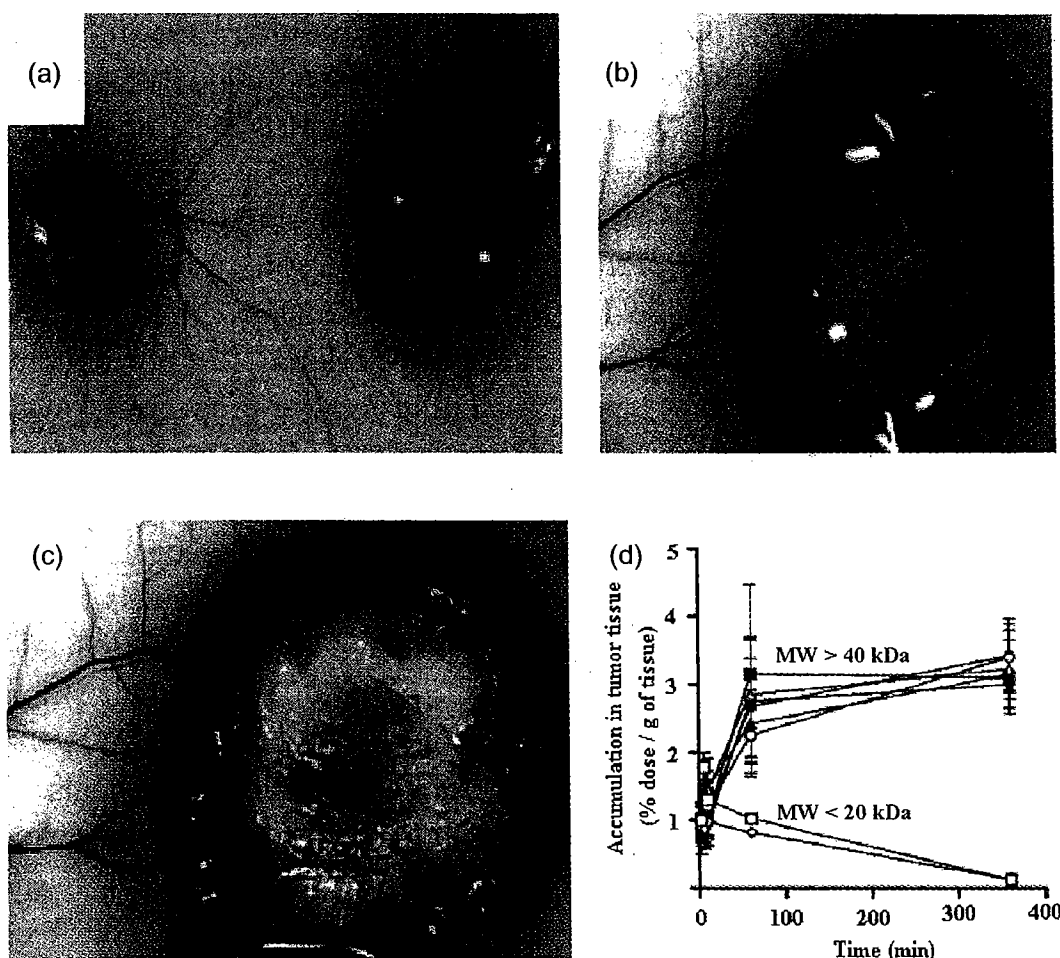 (a)
(b)
(c)
(d)
5
4
3
2
1
MW > 40 kDa
MW < 20 kDa
Accumulation in tumor tissue
(% dose / g of tissue)
0
100
200
300
400
Time (min)